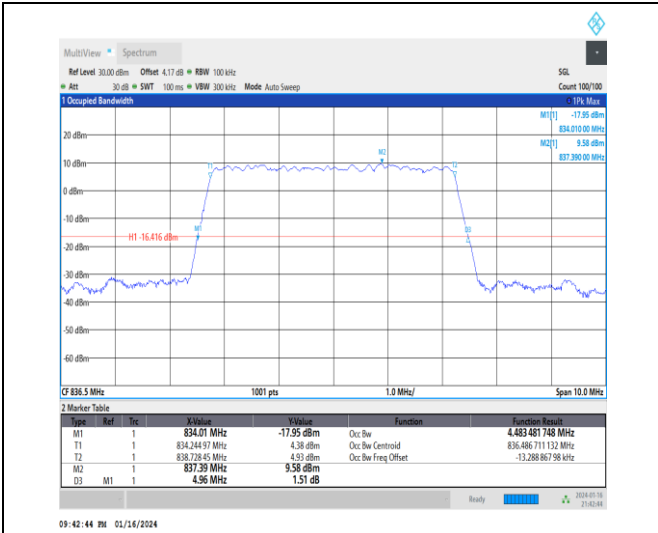 MultiView Spectrum
Ref Level 30.00 dBm Offset 4.17 dB RBW 100 kHz SGL
Att 30 dB SWT 100 ms VBW 300 kHz Mode Auto Sweep Count 100/100
1 Occupied Bandwidth 1Pk Max
M1[1] -17.95 dBm
834.010 00 MHz
20 dBm
M2[1] 9.58 dBm
837.390 00 MHz
M2
10 dBm
T1 T2
0 dBm
-10 dBm
M1 D3
H1 -16.416 dBm
-20 dBm
-30 dBm
-40 dBm
-50 dBm
-60 dBm
CF 836.5 MHz 1001 pts 1.0 MHz/ Span 10.0 MHz
2 Marker Table
Type Ref Trc X-Value Y-Value Function Function Result
M1 1 834.01 MHz -17.95 dBm Occ Bw 4.483 481 748 MHz
T1 1 834.244 97 MHz 4.38 dBm Occ Bw Centroid 836.486 711 132 MHz
T2 1 838.728 45 MHz 4.93 dBm Occ Bw Freq Offset -13.288 867 98 kHz
M2 1 837.39 MHz 9.58 dBm
D3 M1 1 4.96 MHz 1.51 dB
Ready 2024-01-16
21:42:44
09:42:44 PM 01/16/2024